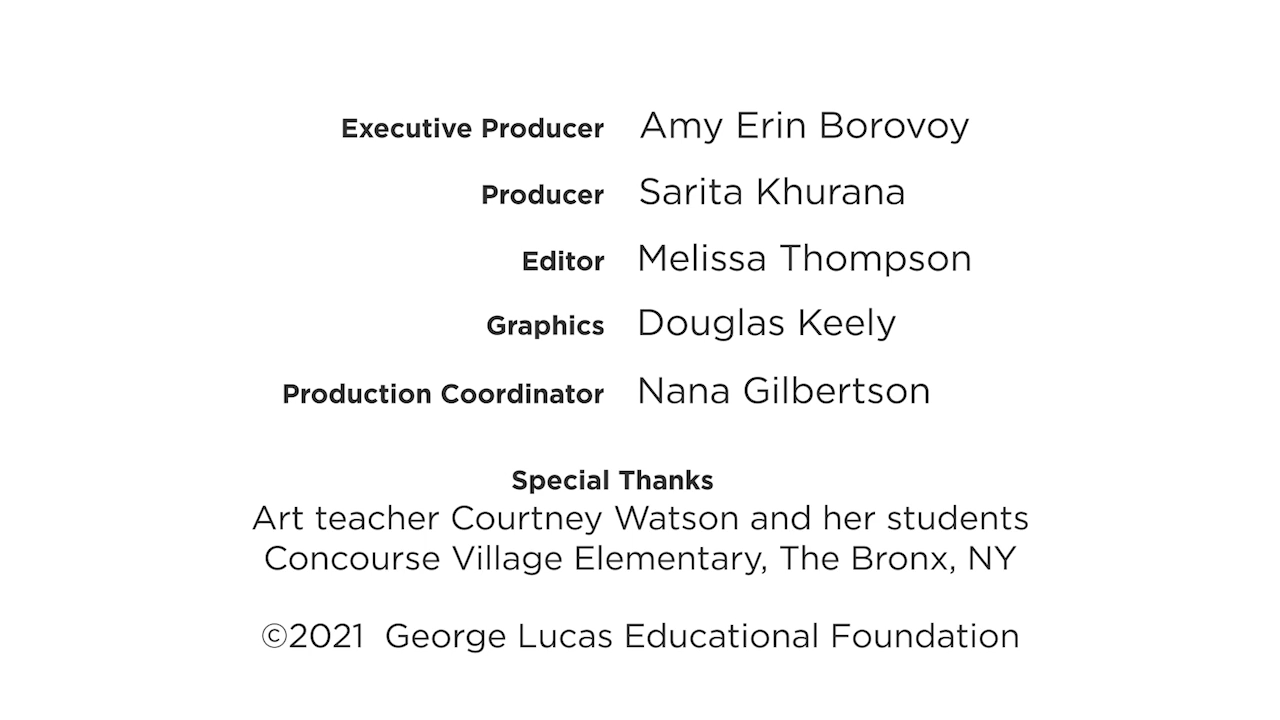 Executive Producer Amy Erin Borovoy
Producer Sarita Khurana
Editor Melissa Thompson
Graphics Douglas Keely
Production Coordinator Nana Gilbertson
Special Thanks
Art teacher Courtney Watson and her students
Concourse Village Elementary, The Bronx, NY
©2021 George Lucas Educational Foundation